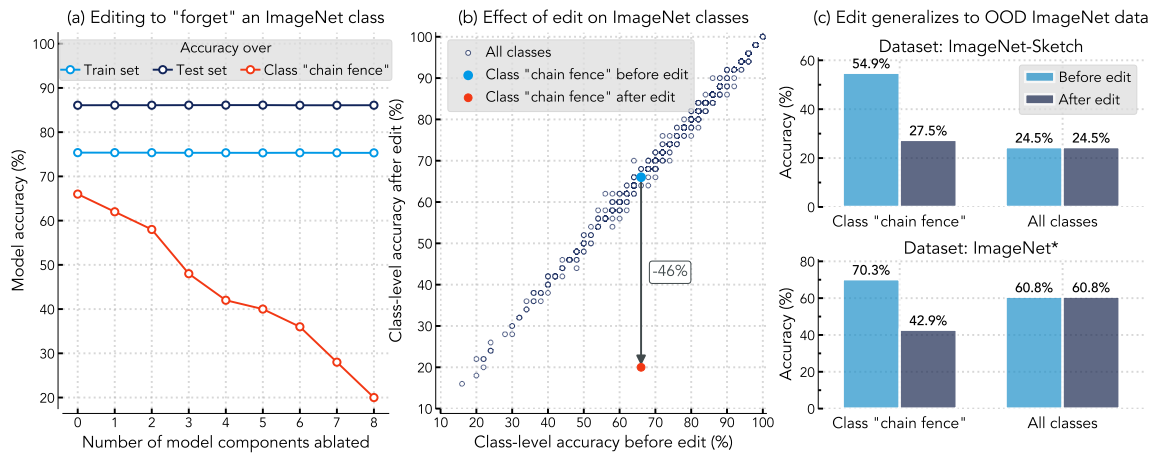 (a) Editing to "forget" an ImageNet class
Accuracy over
Train set
Test set
Class "chain fence"
Model accuracy (%)
100
90
80
70
60
50
40
30
20
0 1 2 3 4 5 6 7 8
Number of model components ablated
(b) Effect of edit on ImageNet classes
All classes
Class "chain fence" before edit
Class "chain fence" after edit
Class-level accuracy after edit (%)
100
90
80
70
60
50
40
30
20
10
-46%
10 20 30 40 50 60 70 80 90 100
Class-level accuracy before edit (%)
(c) Edit generalizes to OOD ImageNet data
Dataset: ImageNet-Sketch
Before edit
After edit
Accuracy (%)
60
40
20
0
54.9%
27.5%
24.5%
24.5%
Class "chain fence"
All classes
Dataset: ImageNet*
Accuracy (%)
80
60
40
20
0
70.3%
42.9%
60.8%
60.8%
Class "chain fence"
All classes